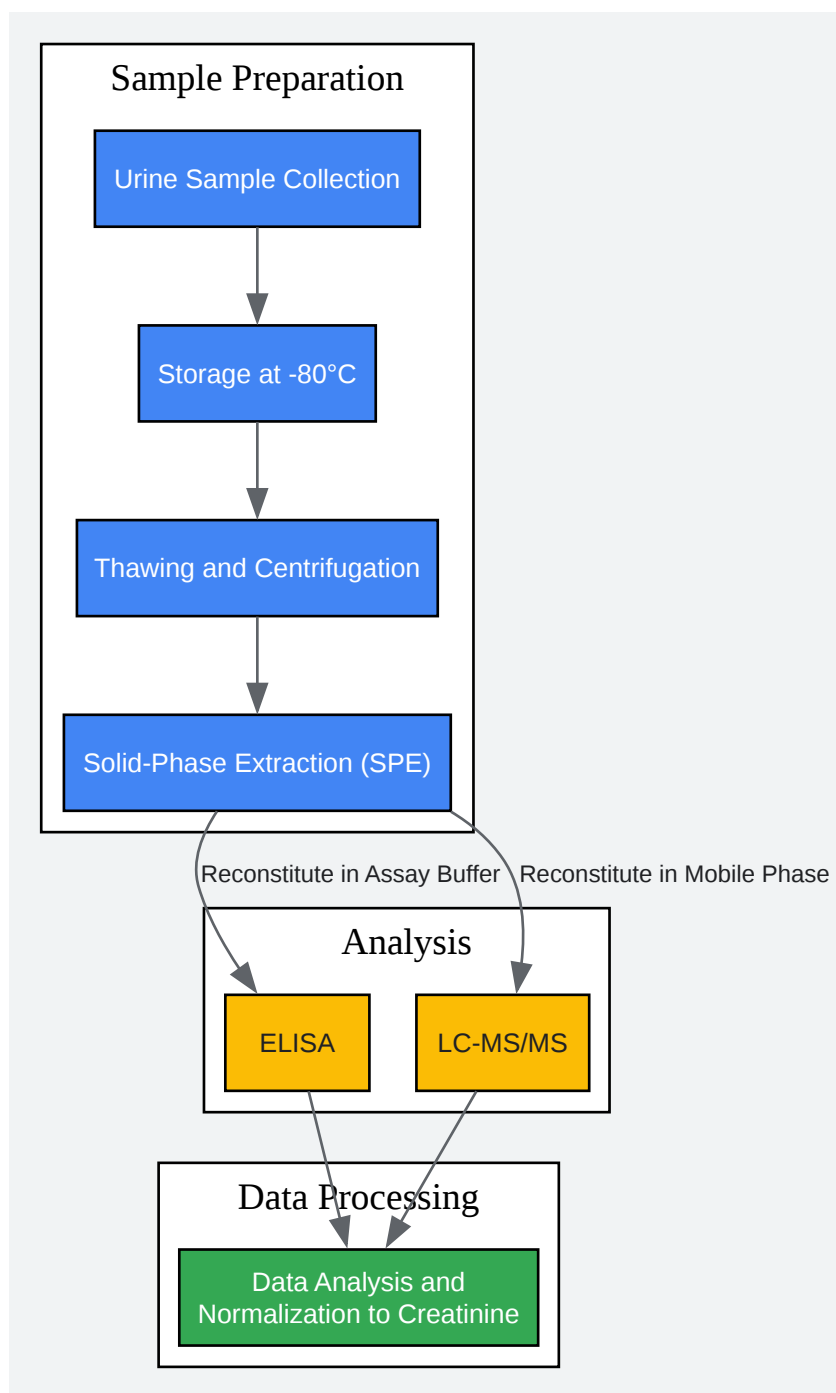 Sample Preparation
Urine Sample Collection
Storage at -80°C
Thawing and Centrifugation
Solid-Phase Extraction (SPE)
Reconstitute in Assay Buffer
Reconstitute in Mobile Phase
Analysis
ELISA
LC-MS/MS
Data Processing
Data Analysis and
Normalization to Creatinine